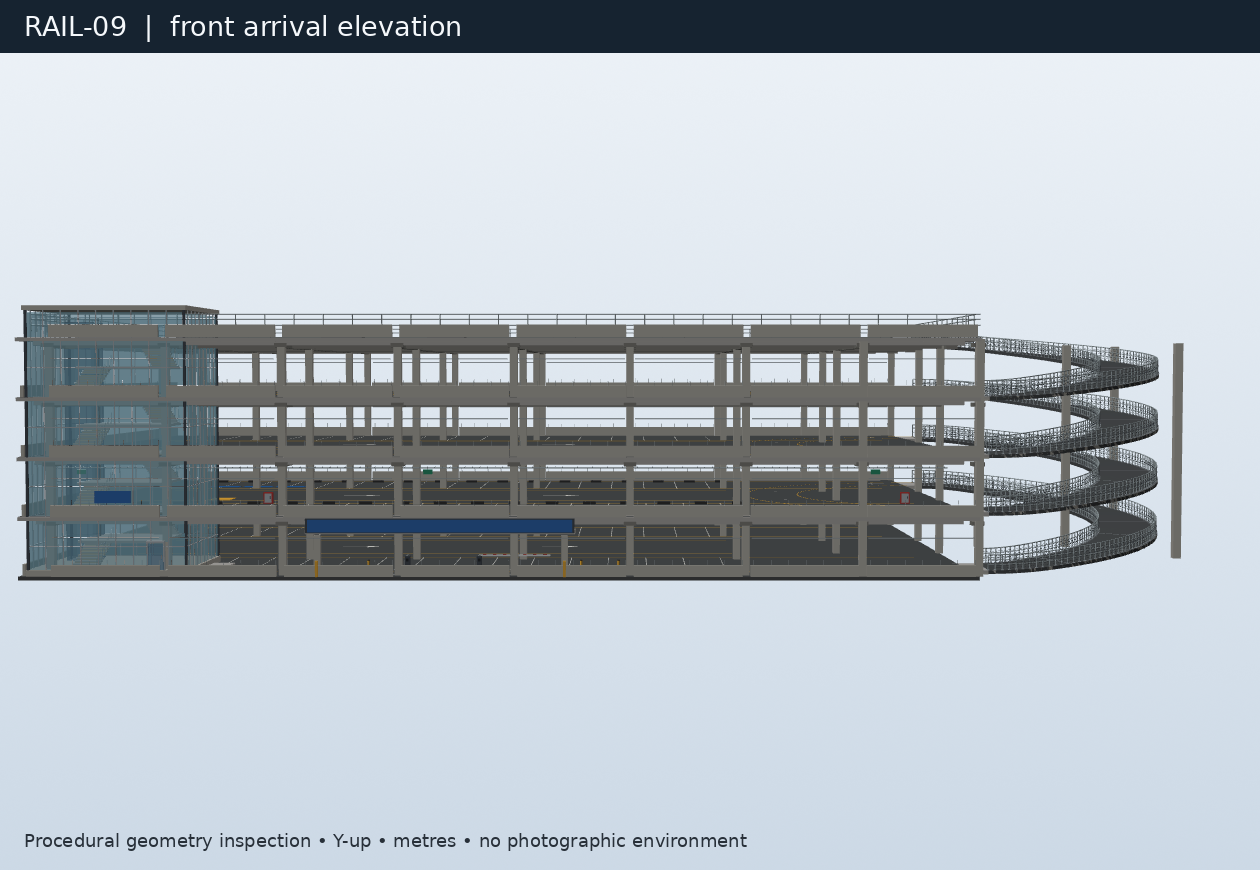 RAIL-09 | front arrival elevation
Procedural geometry inspection • Y-up • metres • no photographic environment